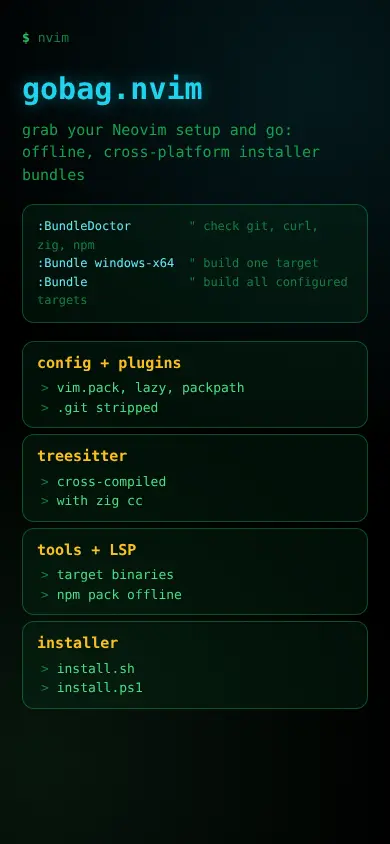 $ nvim
gobag.nvim
grab your Neovim setup and go:
offline, cross-platform installer
bundles
:BundleDoctor " check git, curl,
zig, npm
:Bundle windows-x64 " build one target
:Bundle " build all configured
targets
config + plugins
> vim.pack, lazy, packpath
> .git stripped
treesitter
> cross-compiled
> with zig cc
tools + LSP
> target binaries
> npm pack offline
installer
> install.sh
> install.ps1